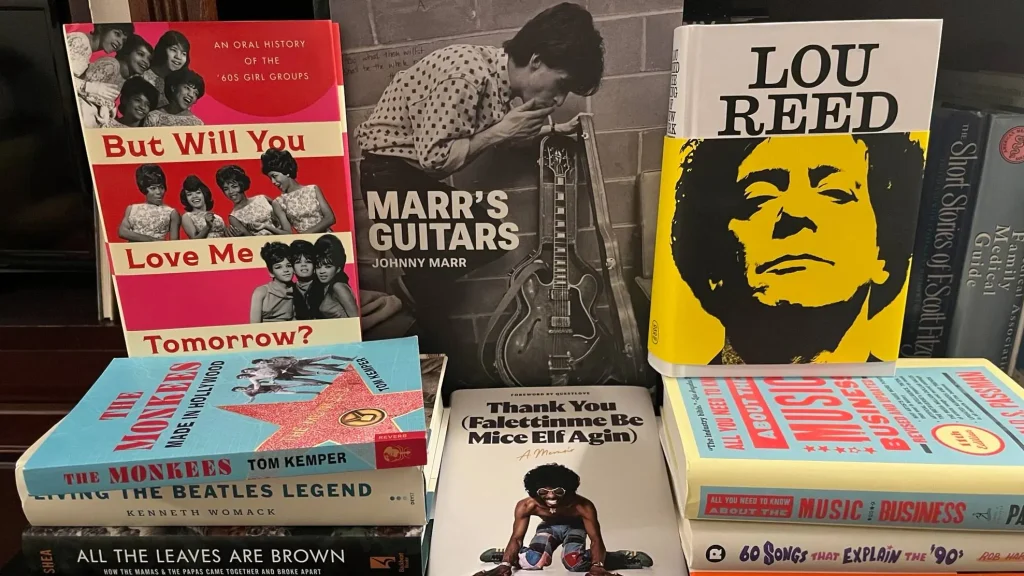 AN ORAL HISTORY
OF THE
'60S GIRL GROUPS
But Will You
Love Me
Tomorrow?
MARR'S
GUITARS
JOHNNY MARR
LOU
REED
The Short Stories of F. Scott
Family
Medical
Guide
THE
MONKEES
MADE IN HOLLYWOOD
TOM KEMPER
THE MONKEES TOM KEMPER
REVERB
LIVING THE BEATLES LEGEND
KENNETH WOMACK
SHEA
ALL THE LEAVES ARE BROWN
HOW THE MAMAS & THE PAPAS CAME TOGETHER AND BROKE APART
FOREWORD BY QUESTLOVE
Thank You
(Falettinme Be
Mice Elf Agin)
A Memoir
ALL YOU NEED TO
ABOUT THE
MUSIC
BUSINESS
ALL YOU NEED TO KNOW
ABOUT THE
MUSIC BUSINESS
60 SONGS THAT EXPLAIN THE '90s
ROB